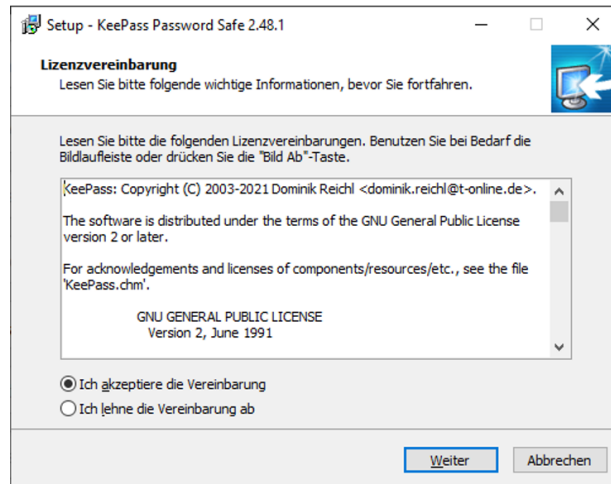 Setup - KeePass Password Safe 2.48.1
Lizenzvereinbarung
Lesen Sie bitte folgende wichtige Informationen, bevor Sie fortfahren.
Lesen Sie bitte die folgenden Lizenzvereinbarungen. Benutzen Sie bei Bedarf die
Bildlaufleiste oder drücken Sie die "Bild Ab"-Taste.
KeePass: Copyright (C) 2003-2021 Dominik Reichl <dominik.reichl@t-online.de>.
The software is distributed under the terms of the GNU General Public License
version 2 or later.
For acknowledgements and licenses of components/resources/etc., see the file
'KeePass.chm'.
GNU GENERAL PUBLIC LICENSE
Version 2, June 1991
Ich akzeptiere die Vereinbarung
Ich lehne die Vereinbarung ab
Weiter
Abbrechen